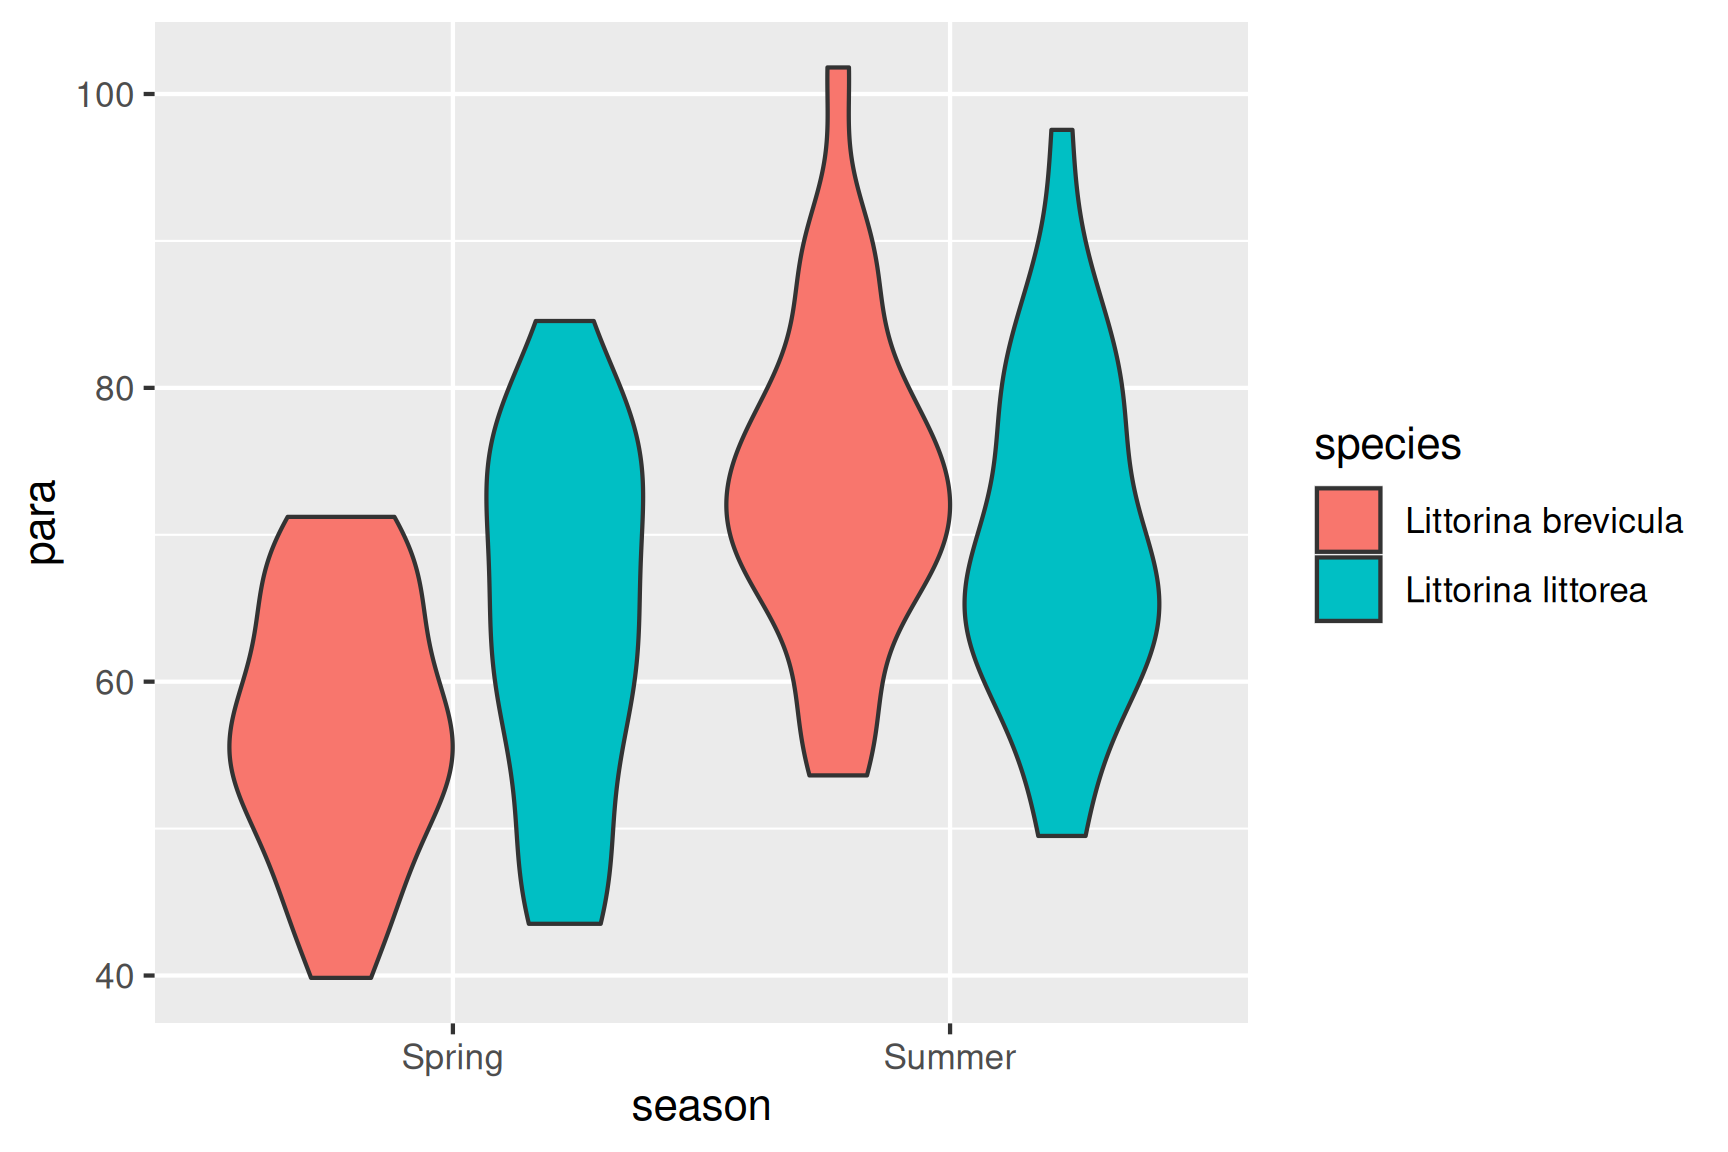 100
80
60
40
para
Spring
Summer
season
species
Littorina brevicula
Littorina littorea